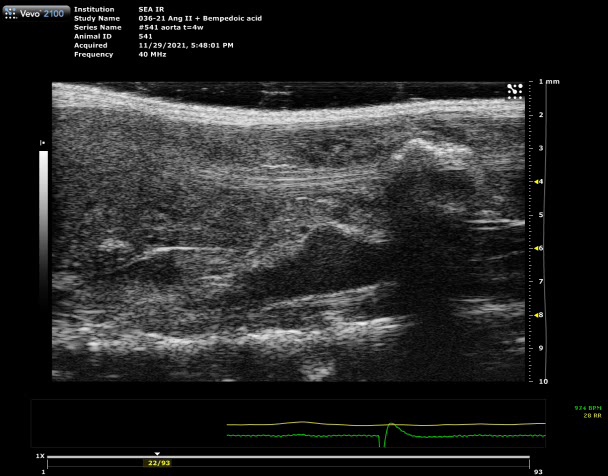 Vevo 2100
Institution SEA IR
Study Name 036-21 Ang II + Bempedoic acid
Series Name #541 aorta t=4w
Animal ID 541
Acquired 11/29/2021, 5:48:01 PM
Frequency 40 MHz
1 mm
2
3
4
5
6
7
8
9
10
974 BPM
28 RR
1X
22/93
1
93